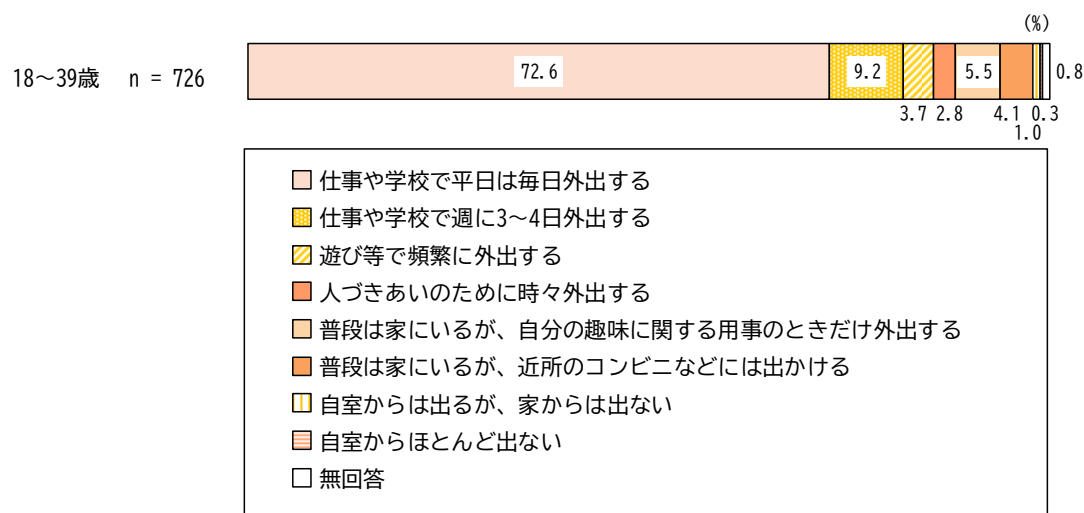 (%)
18～39歳 n = 726
72.6 9.2 5.5 0.8
3.7 2.8 4.1 0.3
1.0
仕事や学校で平日は毎日外出する
仕事や学校で週に3～4日外出する
遊び等で頻繁に外出する
人づきあいのために時々外出する
普段は家にいるが、自分の趣味に関する用事のときだけ外出する
普段は家にいるが、近所のコンビニなどには出かける
自室からは出るが、家からは出ない
自室からほとんど出ない
無回答